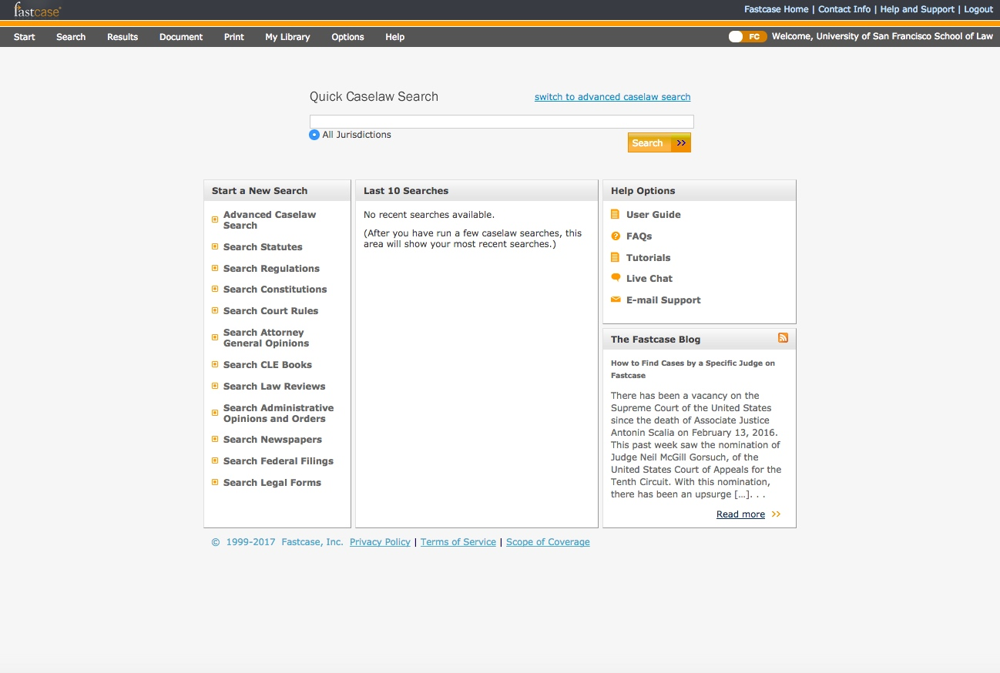 fastcase®
Fastcase Home | Contact Info | Help and Support | Logout
Start Search Results Document Print My Library Options Help
FC Welcome, University of San Francisco School of Law
Quick Caselaw Search
switch to advanced caselaw search
All Jurisdictions
Search >>
Start a New Search
Advanced Caselaw
Search
Search Statutes
Search Regulations
Search Constitutions
Search Court Rules
Search Attorney
General Opinions
Search CLE Books
Search Law Reviews
Search Administrative
Opinions and Orders
Search Newspapers
Search Federal Filings
Search Legal Forms
Last 10 Searches
No recent searches available.
(After you have run a few caselaw searches, this
area will show your most recent searches.)
Help Options
User Guide
FAQs
Tutorials
Live Chat
E-mail Support
The Fastcase Blog
How to Find Cases by a Specific Judge on
Fastcase
There has been a vacancy on the
Supreme Court of the United States
since the death of Associate Justice
Antonin Scalia on February 13, 2016.
This past week saw the nomination of
Judge Neil McGill Gorsuch, of the
United States Court of Appeals for the
Tenth Circuit. With this nomination,
there has been an upsurge [...]. . .
Read more >>
© 1999-2017 Fastcase, Inc. Privacy Policy | Terms of Service | Scope of Coverage